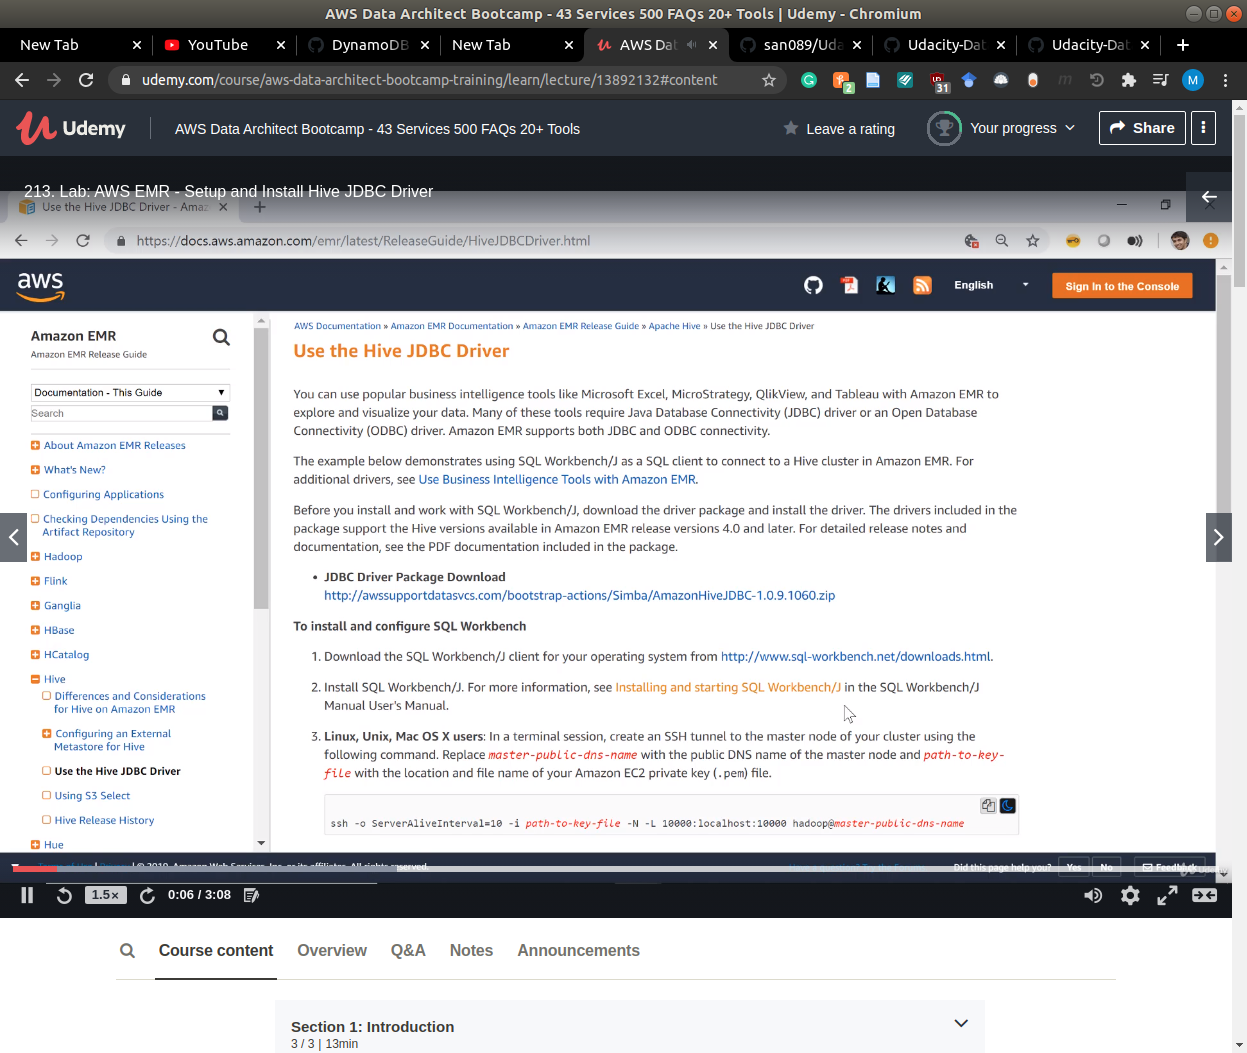 AWS Data Architect Bootcamp - 43 Services 500 FAQs 20+ Tools | Udemy - Chromium
New Tab
YouTube
DynamoDB
New Tab
AWS Dat
san089/Uda
Udacity-Dat
Udacity-Dat
udemy.com/course/aws-data-architect-bootcamp-training/learn/lecture/13892132#content
2
31
M
Udemy
AWS Data Architect Bootcamp - 43 Services 500 FAQs 20+ Tools
Leave a rating
Your progress
Share
213. Lab: AWS EMR - Setup and Install Hive JDBC Driver
Use the Hive JDBC Driver - Amaz
https://docs.aws.amazon.com/emr/latest/ReleaseGuide/HiveJDBCDriver.html
aws
English
Sign In to the Console
Amazon EMR
Amazon EMR Release Guide
Documentation - This Guide
Search
About Amazon EMR Releases
What's New?
Configuring Applications
Checking Dependencies Using the
Artifact Repository
Hadoop
Flink
Ganglia
HBase
HCatalog
Hive
Differences and Considerations
for Hive on Amazon EMR
Configuring an External
Metastore for Hive
Use the Hive JDBC Driver
Using S3 Select
Hive Release History
Hue
AWS Documentation » Amazon EMR Documentation » Amazon EMR Release Guide » Apache Hive » Use the Hive JDBC Driver
Use the Hive JDBC Driver
You can use popular business intelligence tools like Microsoft Excel, MicroStrategy, QlikView, and Tableau with Amazon EMR to
explore and visualize your data. Many of these tools require Java Database Connectivity (JDBC) driver or an Open Database
Connectivity (ODBC) driver. Amazon EMR supports both JDBC and ODBC connectivity.
The example below demonstrates using SQL Workbench/J as a SQL client to connect to a Hive cluster in Amazon EMR. For
additional drivers, see Use Business Intelligence Tools with Amazon EMR.
Before you install and work with SQL Workbench/J, download the driver package and install the driver. The drivers included in the
package support the Hive versions available in Amazon EMR release versions 4.0 and later. For detailed release notes and
documentation, see the PDF documentation included in the package.
• JDBC Driver Package Download
http://awssupportdatasvcs.com/bootstrap-actions/Simba/AmazonHiveJDBC-1.0.9.1060.zip
To install and configure SQL Workbench
1. Download the SQL Workbench/J client for your operating system from http://www.sql-workbench.net/downloads.html.
2. Install SQL Workbench/J. For more information, see Installing and starting SQL Workbench/J in the SQL Workbench/J
Manual User's Manual.
3. Linux, Unix, Mac OS X users: In a terminal session, create an SSH tunnel to the master node of your cluster using the
following command. Replace master-public-dns-name with the public DNS name of the master node and path-to-key-
file with the location and file name of your Amazon EC2 private key (.pem) file.
ssh -o ServerAliveInterval=10 -i path-to-key-file -N -L 10000:localhost:10000 hadoop@master-public-dns-name
Did this page help you?
Yes
No
Feedback
1.5×
0:06 / 3:08
Course content
Overview
Q&A
Notes
Announcements
Section 1: Introduction
3 / 3 | 13min